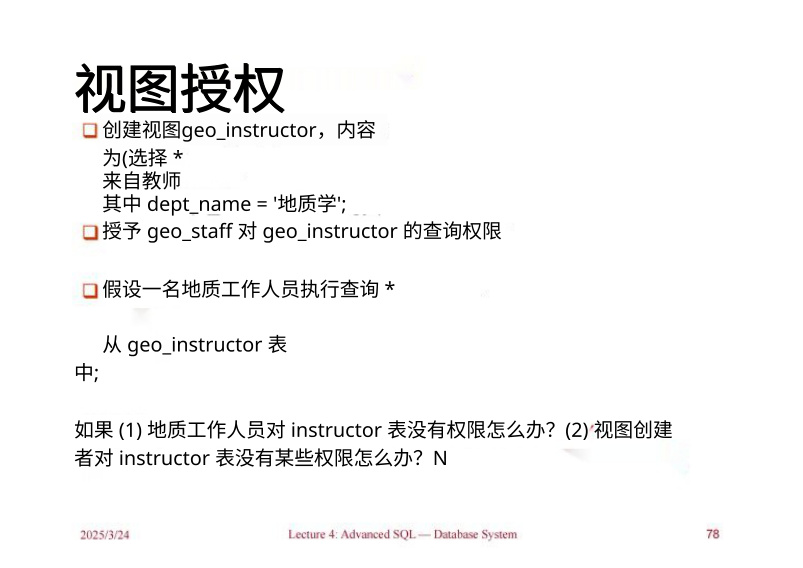 视图授权
创建视图geo_instructor，内容
为(选择 *
来自教师
其中 dept_name = '地质学';
授予 geo_staff 对 geo_instructor 的查询权限
假设一名地质工作人员执行查询 *
从 geo_instructor 表
中;
如果 (1) 地质工作人员对 instructor 表没有权限怎么办？(2) 视图创建
者对 instructor 表没有某些权限怎么办？N
2025/3/24 Lecture 4: Advanced SQL — Database System 78